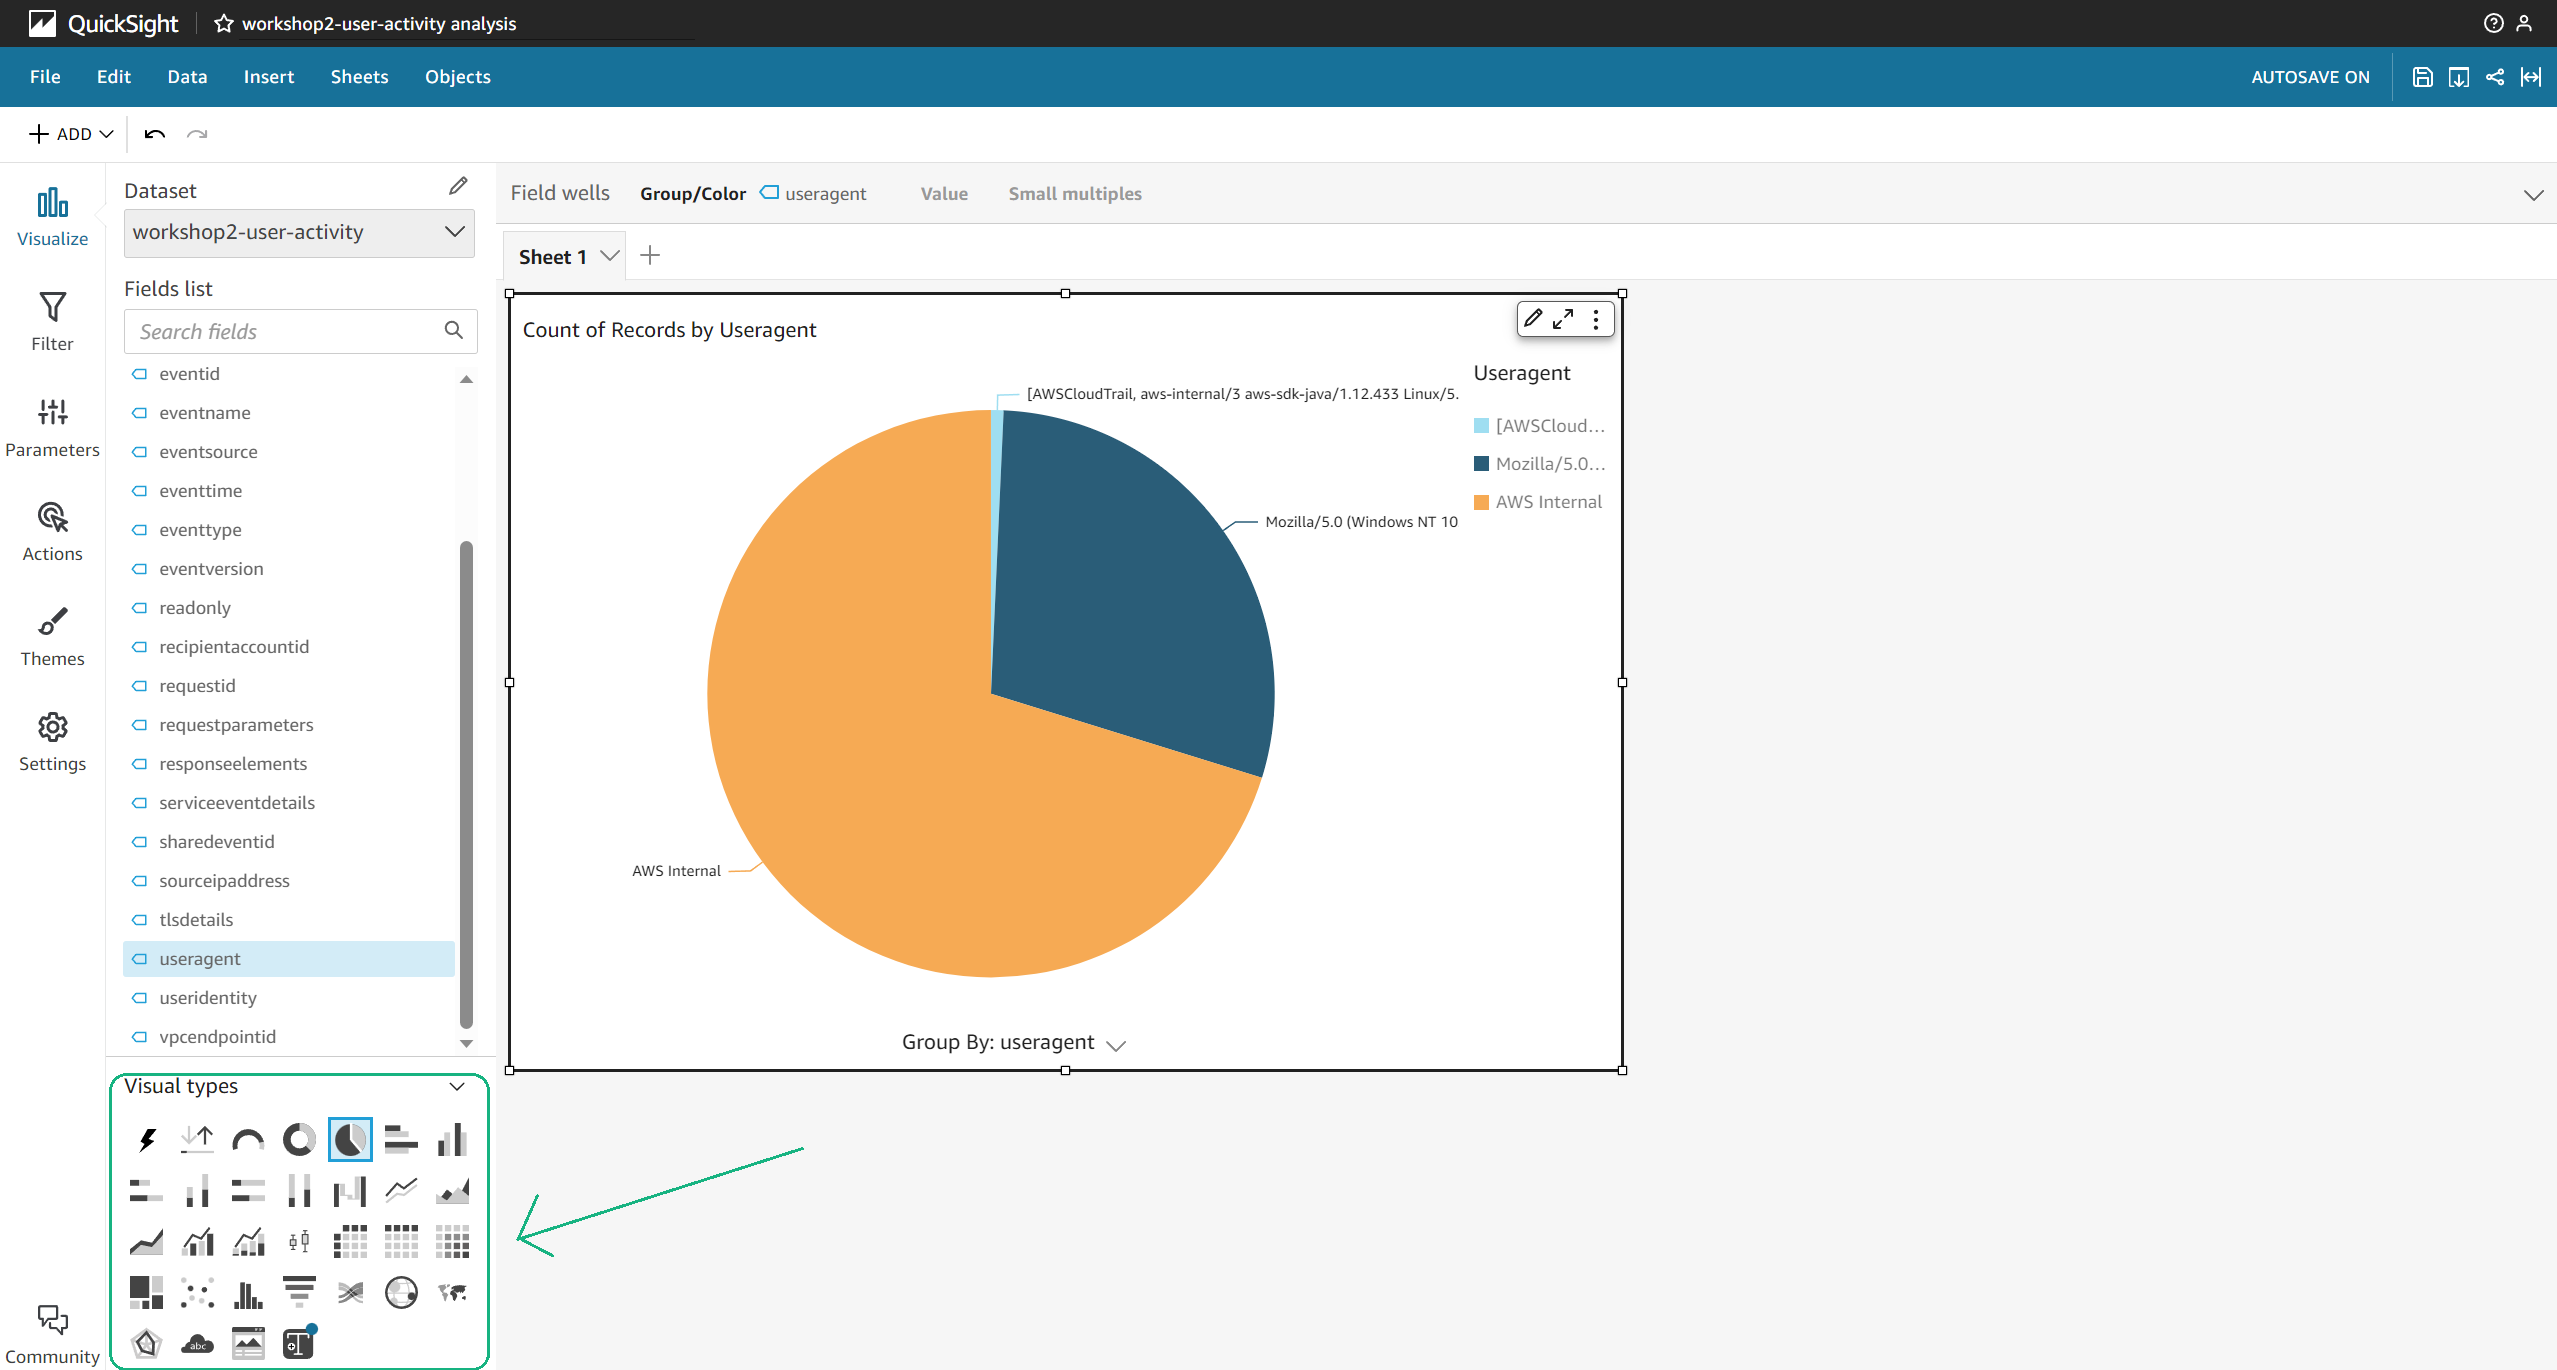 QuickSight workshop2-user-activity analysis
File Edit Data Insert Sheets Objects AUTOSAVE ON
ADD
Visualize
Filter
Parameters
Actions
Themes
Settings
Community
Dataset
workshop2-user-activity
Fields list
Search fields
eventid
eventname
eventsource
eventtime
eventtype
eventversion
readonly
recipientaccountid
requestid
requestparameters
responseelements
serviceeventdetails
sharedeventid
sourceipaddress
tlsdetails
useragent
useridentity
vpcendpointid
Visual types
abc
T
Field wells Group/Color useragent Value Small multiples
Sheet 1
Count of Records by Useragent
[AWSCloudTrail, aws-internal/3 aws-sdk-java/1.12.433 Linux/5.
Mozilla/5.0 (Windows NT 10
AWS Internal
Useragent
[AWSCloud...
Mozilla/5.0...
AWS Internal
Group By: useragent